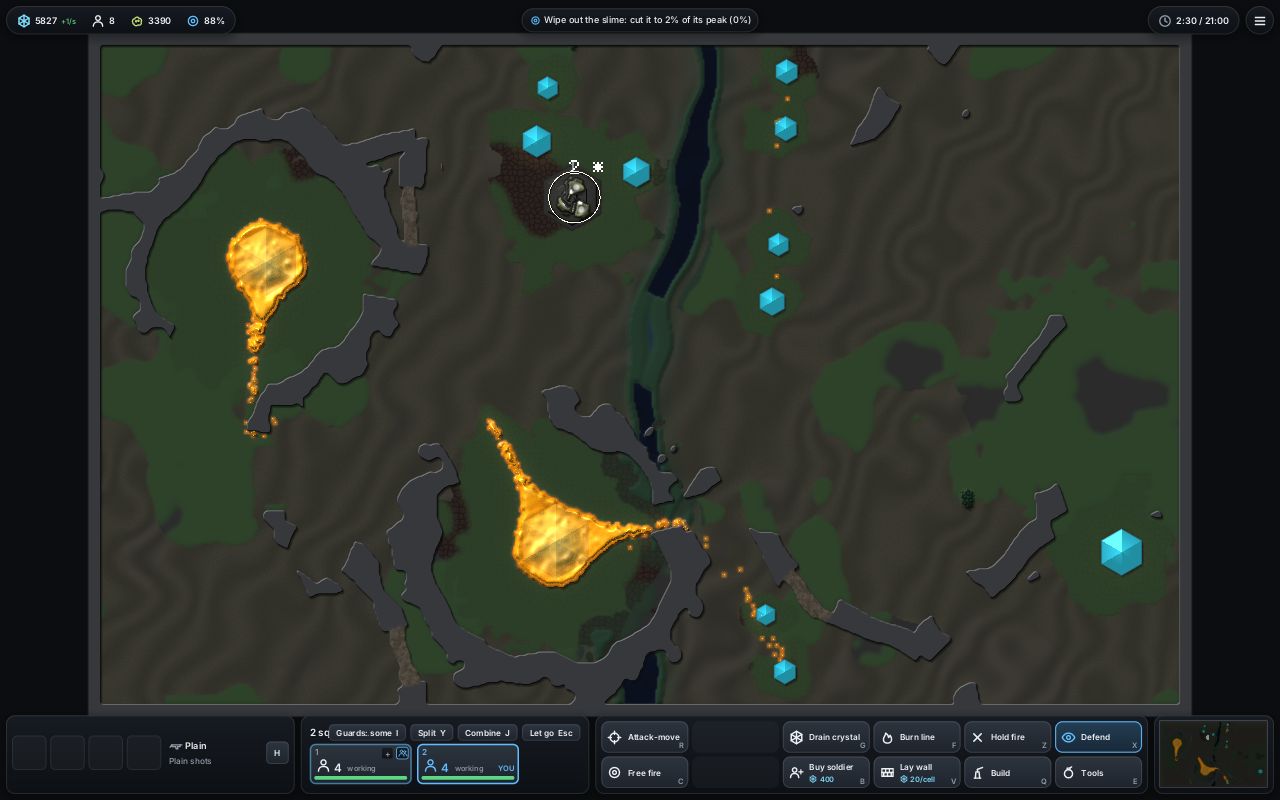 5827 +1/s 8 3390 88%
Wipe out the slime: cut it to 2% of its peak (0%)
2:30 / 21:00
2
Plain
Plain shots
H
2 sq
Guards: some I
Split Y
Combine J
Let go Esc
1
+
4 working
2
4 working YOU
Attack-move R
Drain crystal G
Burn line F
Hold fire Z
Defend X
Free fire C
Buy soldier 400 B
Lay wall 20/cell V
Build Q
Tools E